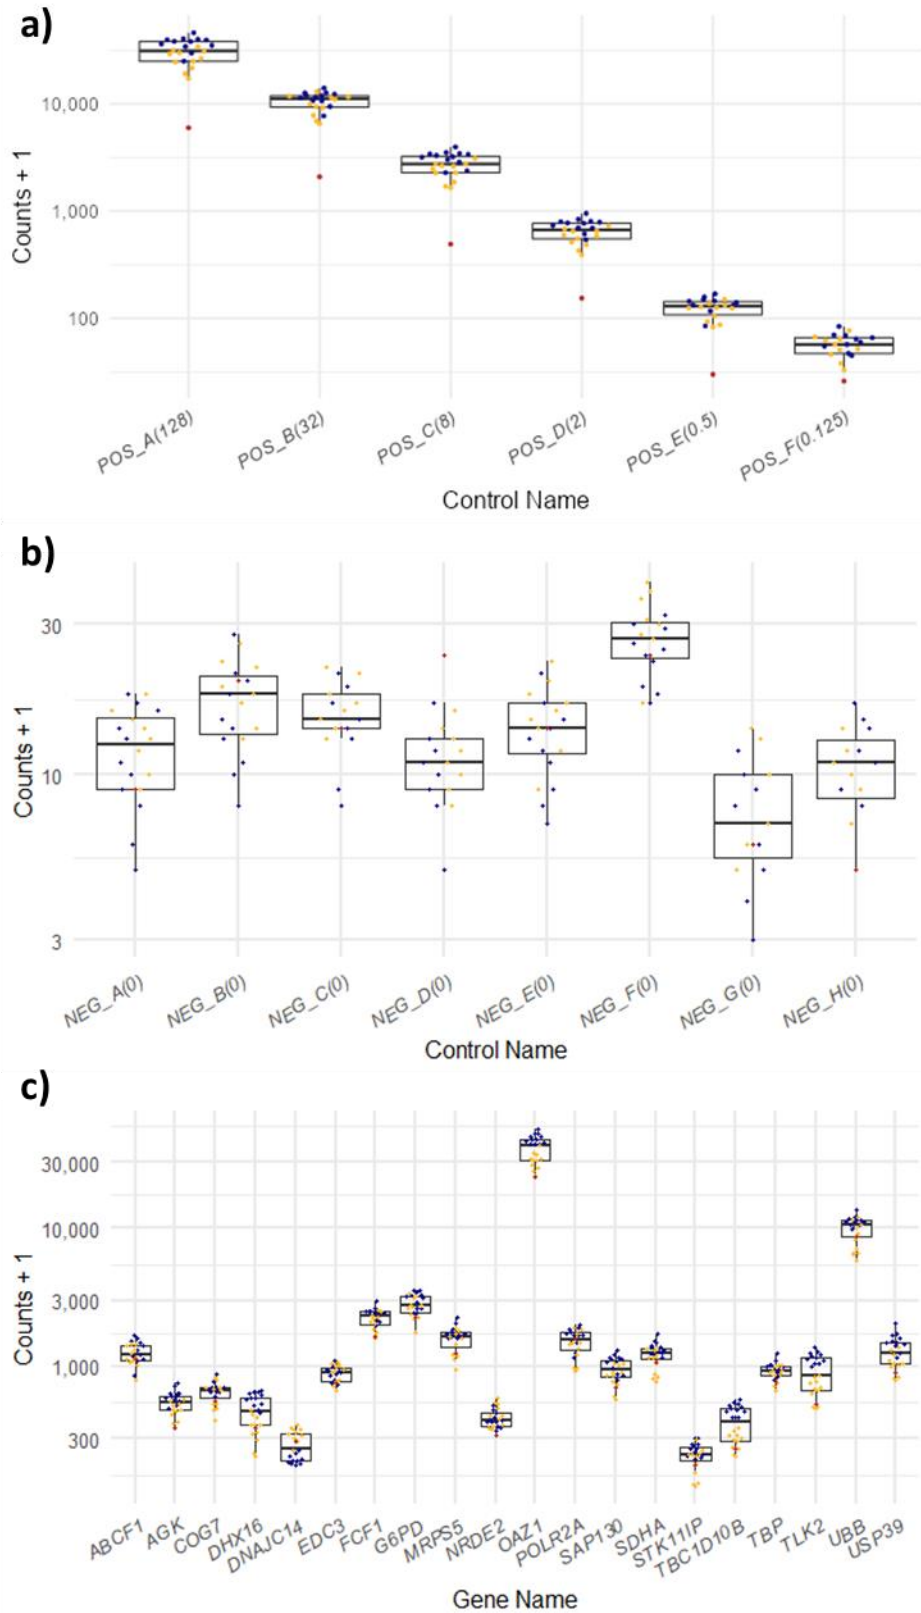 a)
10,000
1,000
100
Counts + 1
POS_A(128)
POS_B(32)
POS_C(8)
POS_D(2)
POS_E(0.5)
POS_F(0.125)
Control Name
b)
30
10
3
Counts + 1
NEG_A(0)
NEG_B(0)
NEG_C(0)
NEG_D(0)
NEG_E(0)
NEG_F(0)
NEG_G(0)
NEG_H(0)
Control Name
c)
30,000
10,000
3,000
1,000
300
Counts + 1
ABCF1
AGK
COG7
DHX16
DNAJC14
EDC3
FCF1
G6PD
MRPS5
NRDE2
OAZ1
POLR2A
SAP130
SDHA
STK11IP
TBC1D10B
TBP
TLK2
UBB
USP39
Gene Name